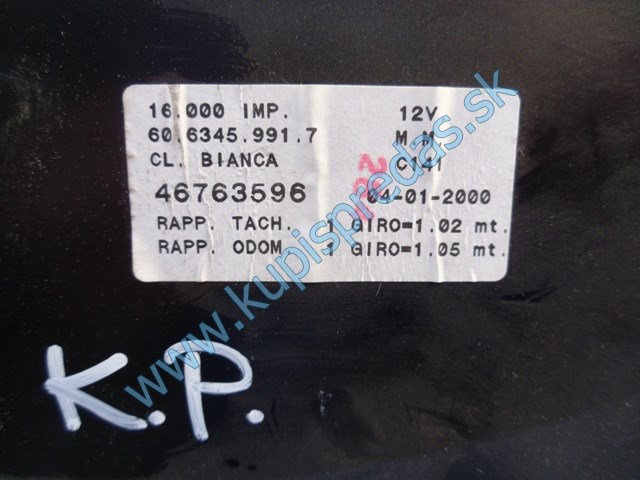 16.000 IMP. 12V
60.6345.991.7 M.M.
CL. BIANCA C141
46763596 04-01-2000
RAPP. TACH. 1 GIRO=1.02 mt.
RAPP. ODOM 1 GIRO=1.05 mt.
K.P.
www.kupispredas.sk